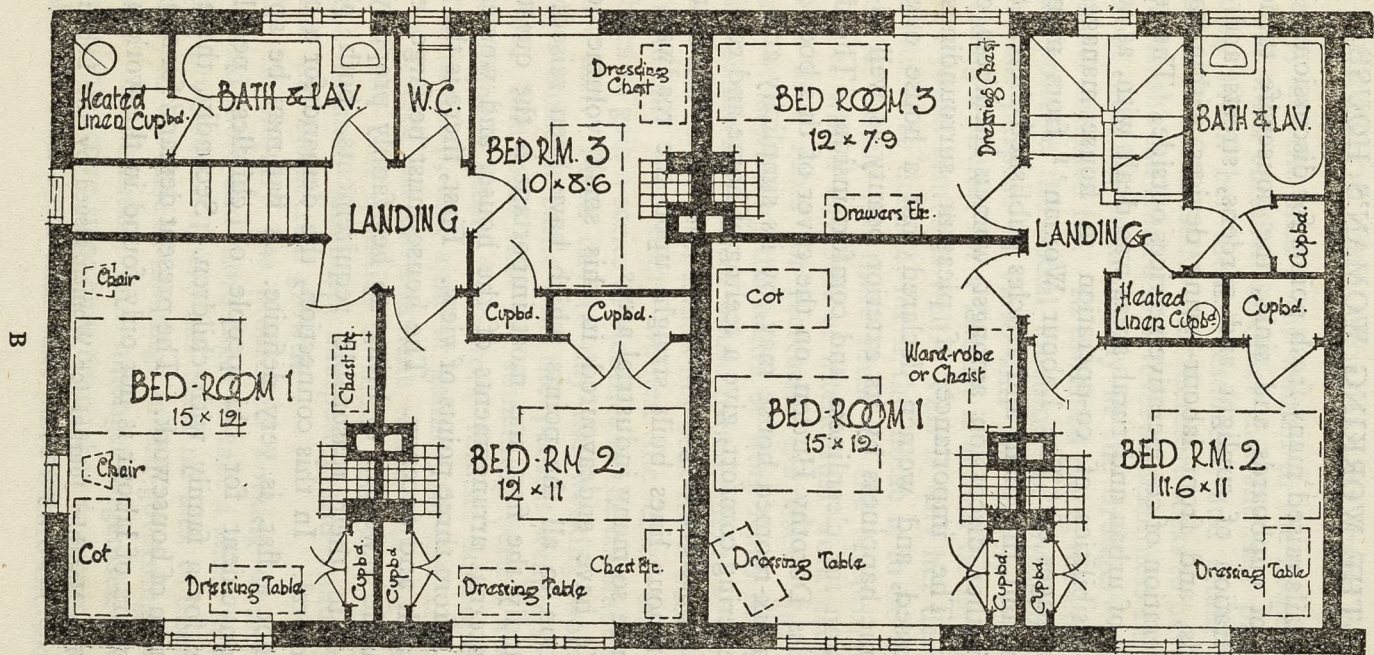 Heated
Linen Cupbd.
BATH & LAV.
W.C.
Dressing
Chest
BED RM. 3
10 x 8.6
LANDING
Chair
BED-ROOM 1
15 x 12
Chest Etc.
Chair
Cot
Dressing Table
Cupbd
Cupbd.
Cupbd.
Cupbd.
BED-RM 2
12 x 11
Chest Etc.
Dressing Table
BED ROOM 3
12 x 7.9
Dressing Chest
Drawers Etc.
BATH & LAV.
LANDING
Cupbd.
Heated
Linen Cupbd
Cupbd.
Cot
Ward-robe
or Chest
BED-ROOM 1
15 x 12
Dressing Table
Cupbd.
Cupbd.
BED RM. 2
11.6 x 11
Dressing Table
B